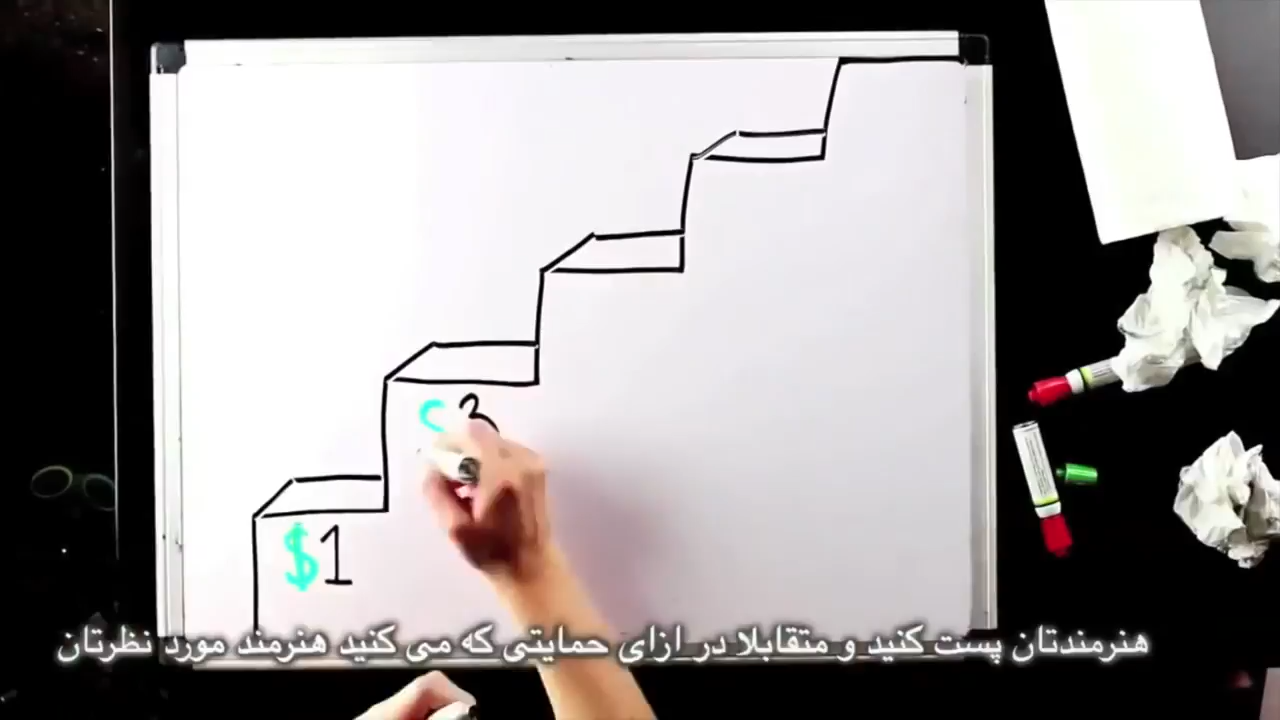 $1
3
هنرمندتان پست کنید و متقابلا در ازای حمایتی که می کنید هنرمند مورد نظرتان